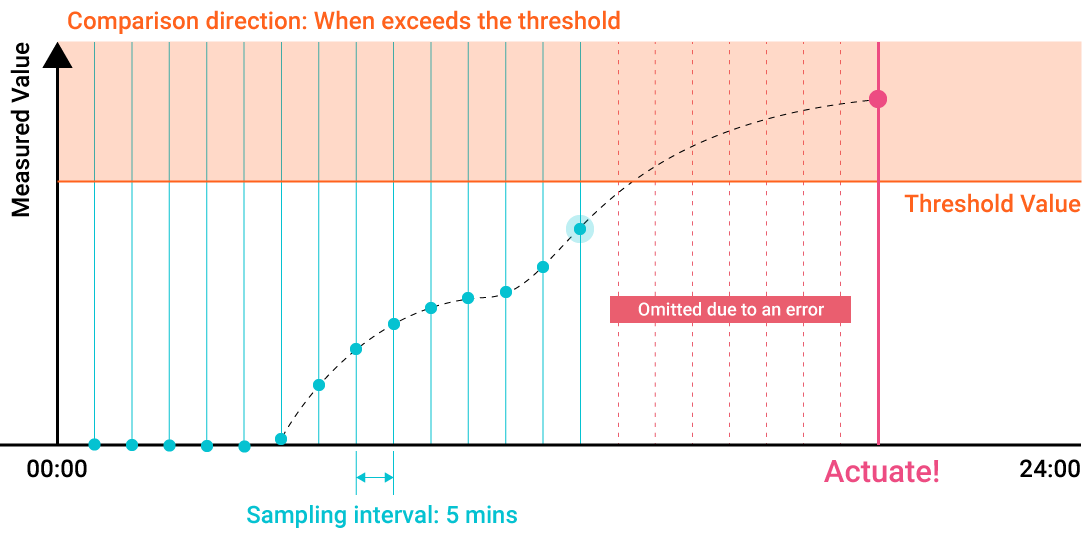 Comparison direction: When exceeds the threshold
Measured Value
Threshold Value
Omitted due to an error
00:00
Actuate!
24:00
Sampling interval: 5 mins